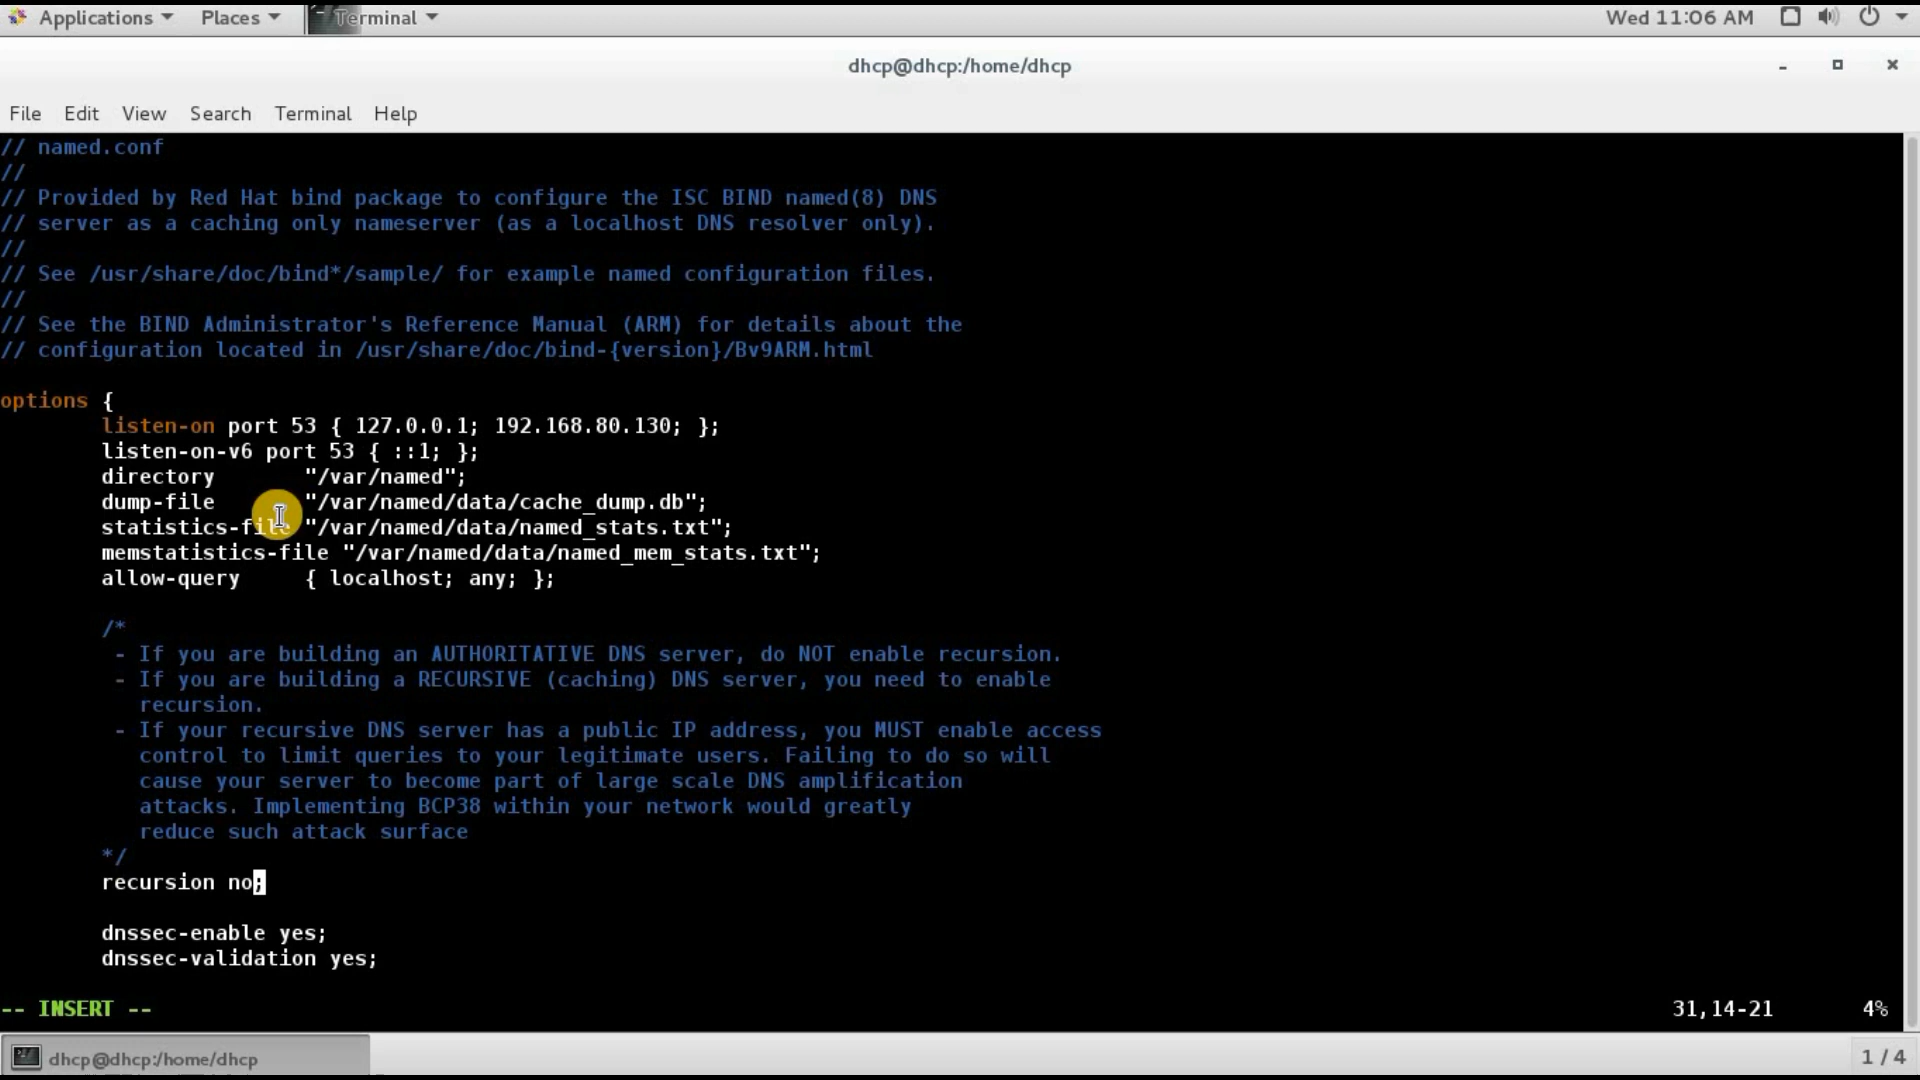 Applications Places Terminal Wed 11:06 AM
dhcp@dhcp:/home/dhcp
File Edit View Search Terminal Help
// named.conf
//
// Provided by Red Hat bind package to configure the ISC BIND named(8) DNS
// server as a caching only nameserver (as a localhost DNS resolver only).
//
// See /usr/share/doc/bind*/sample/ for example named configuration files.
//
// See the BIND Administrator's Reference Manual (ARM) for details about the
// configuration located in /usr/share/doc/bind-{version}/Bv9ARM.html
options {
listen-on port 53 { 127.0.0.1; 192.168.80.130; };
listen-on-v6 port 53 { ::1; };
directory "/var/named";
dump-file "/var/named/data/cache_dump.db";
statistics-file "/var/named/data/named_stats.txt";
memstatistics-file "/var/named/data/named_mem_stats.txt";
allow-query { localhost; any; };
/*
- If you are building an AUTHORITATIVE DNS server, do NOT enable recursion.
- If you are building a RECURSIVE (caching) DNS server, you need to enable
recursion.
- If your recursive DNS server has a public IP address, you MUST enable access
control to limit queries to your legitimate users. Failing to do so will
cause your server to become part of large scale DNS amplification
attacks. Implementing BCP38 within your network would greatly
reduce such attack surface
*/
recursion no;
dnssec-enable yes;
dnssec-validation yes;
-- INSERT -- 31,14-21 4%
dhcp@dhcp:/home/dhcp 1 / 4